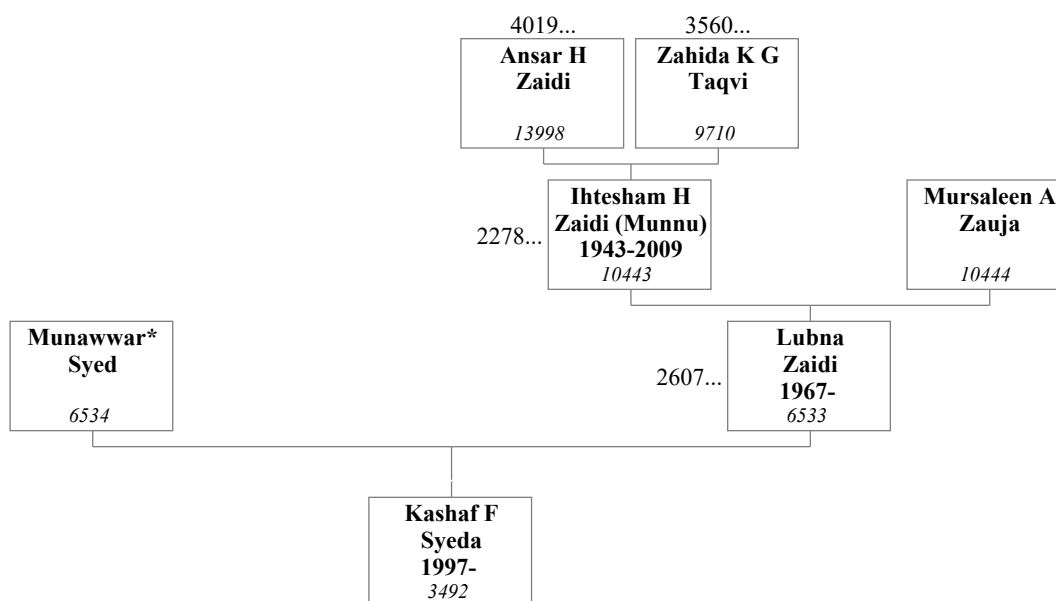 4019...
3560...
Ansar H
Zaidi
13998
Zahida K G
Taqvi
9710
2278...
Ihtesham H
Zaidi (Munnu)
1943-2009
10443
Mursaleen A
Zauja
10444
Munawwar*
Syed
6534
2607...
Lubna
Zaidi
1967-
6533
Kashaf F
Syeda
1997-
3492